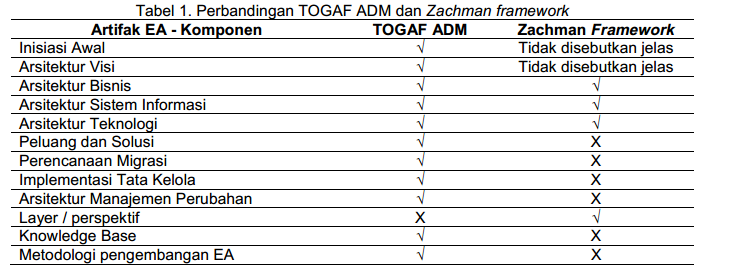 Tabel 1. Perbandingan TOGAF ADM dan Zachman framework
Artifak EA - Komponen TOGAF ADM Zachman Framework
Inisiasi Awal √ Tidak disebutkan jelas
Arsitektur Visi √ Tidak disebutkan jelas
Arsitektur Bisnis √ √
Arsitektur Sistem Informasi √ √
Arsitektur Teknologi √ √
Peluang dan Solusi √ X
Perencanaan Migrasi √ X
Implementasi Tata Kelola √ X
Arsitektur Manajemen Perubahan √ X
Layer / perspektif X √
Knowledge Base √ X
Metodologi pengembangan EA √ X